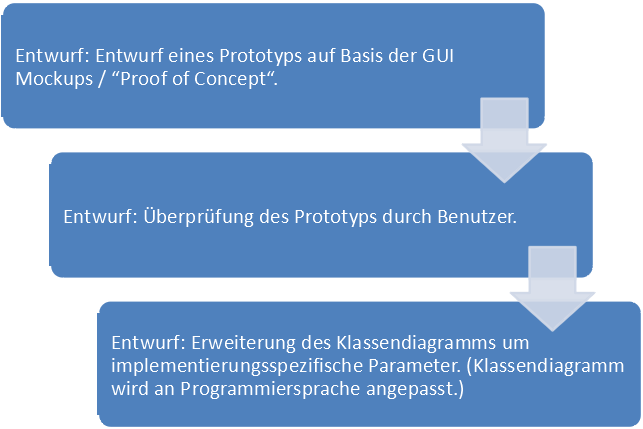 Entwurf: Entwurf eines Prototyps auf Basis der GUI
Mockups / “Proof of Concept“.
Entwurf: Überprüfung des Prototyps durch Benutzer.
Entwurf: Erweiterung des Klassendiagramms um
implementierungsspezifische Parameter. (Klassendiagramm
wird an Programmiersprache angepasst.)